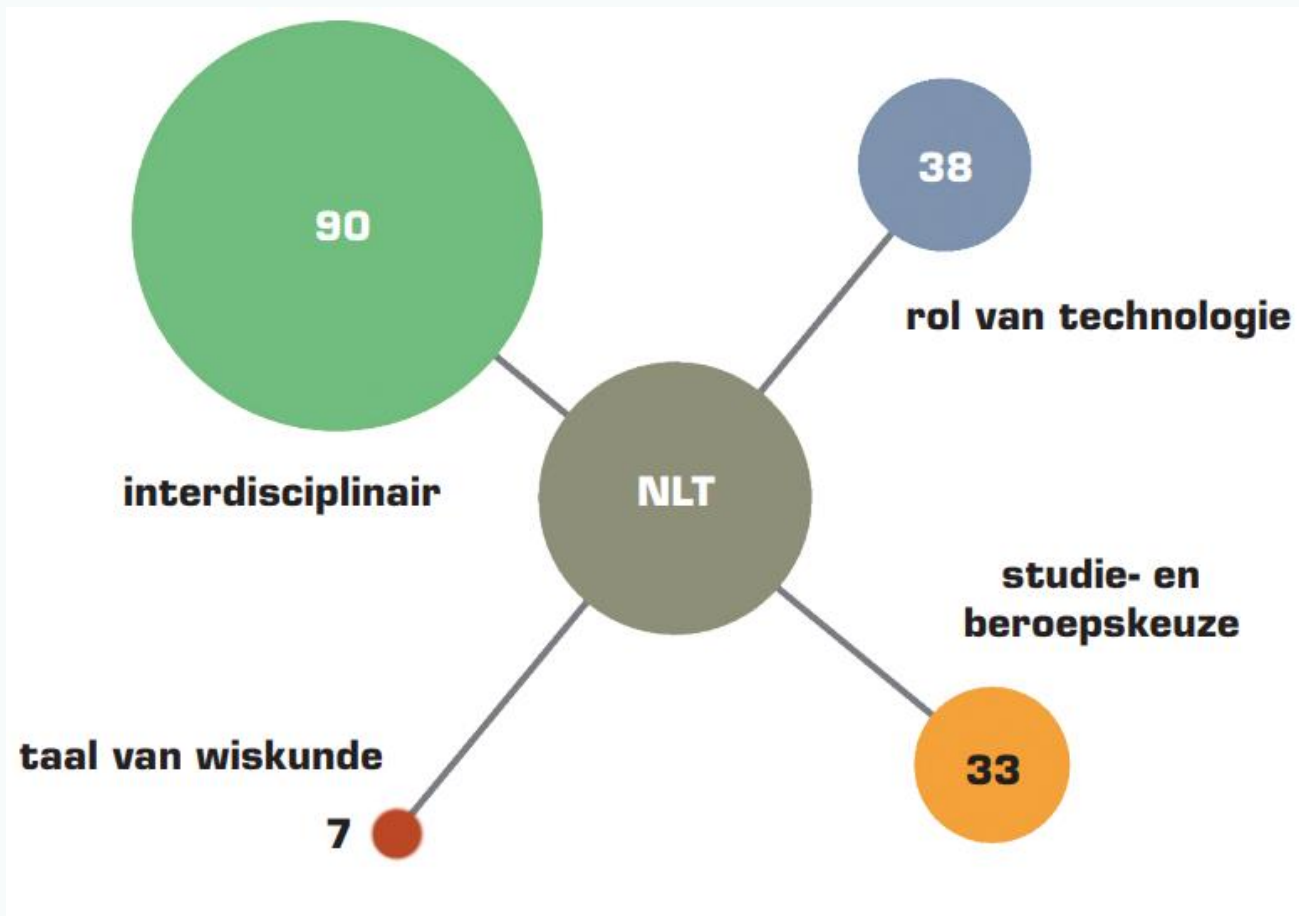 90
38
rol van technologie
interdisciplinair
NLT
studie- en
beroepskeuze
taal van wiskunde
33
7